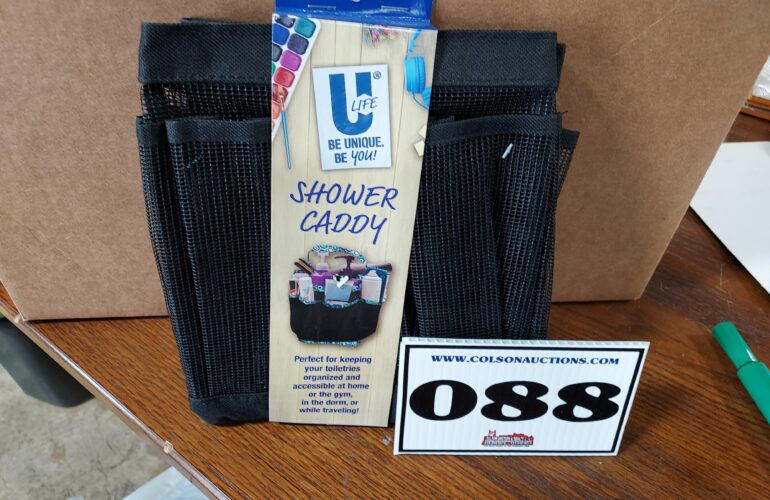 U®
LIFE
BE UNIQUE.
BE YOU!
SHOWER
CADDY
Perfect for keeping
your toiletries
organized and
accessible at home
or the gym,
in the dorm, or
while traveling!
WWW.COLSONAUCTIONS.COM
088